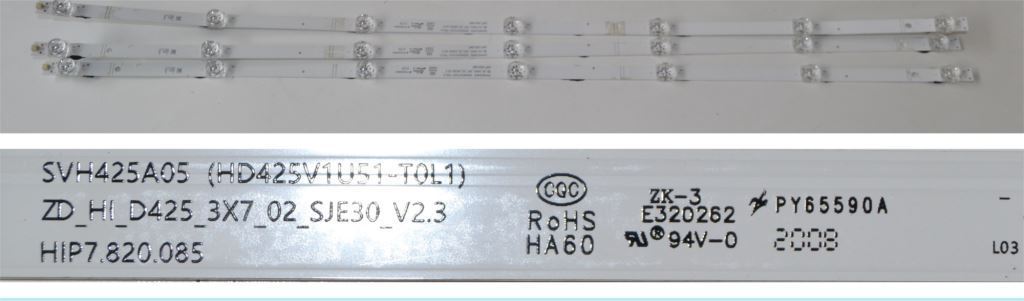 SVH425A05 (HD425V1U51-T0L1)
ZD_HI_D425_3X7_02_SJE30_V2.3
HIP7.820.085
CQC
RoHS
HA60
ZK-3
E320262
94V-0
PY65590A
2008
L03